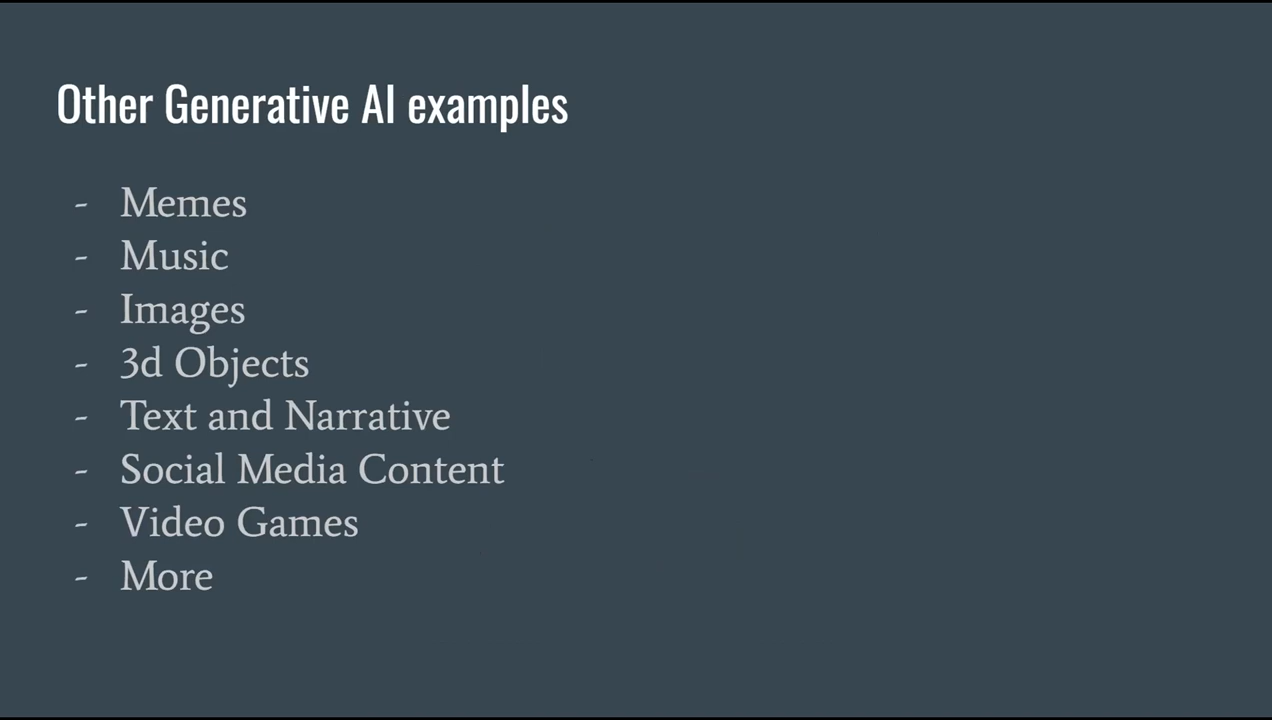 Other Generative AI examples
- Memes
- Music
- Images
- 3d Objects
- Text and Narrative
- Social Media Content
- Video Games
- More